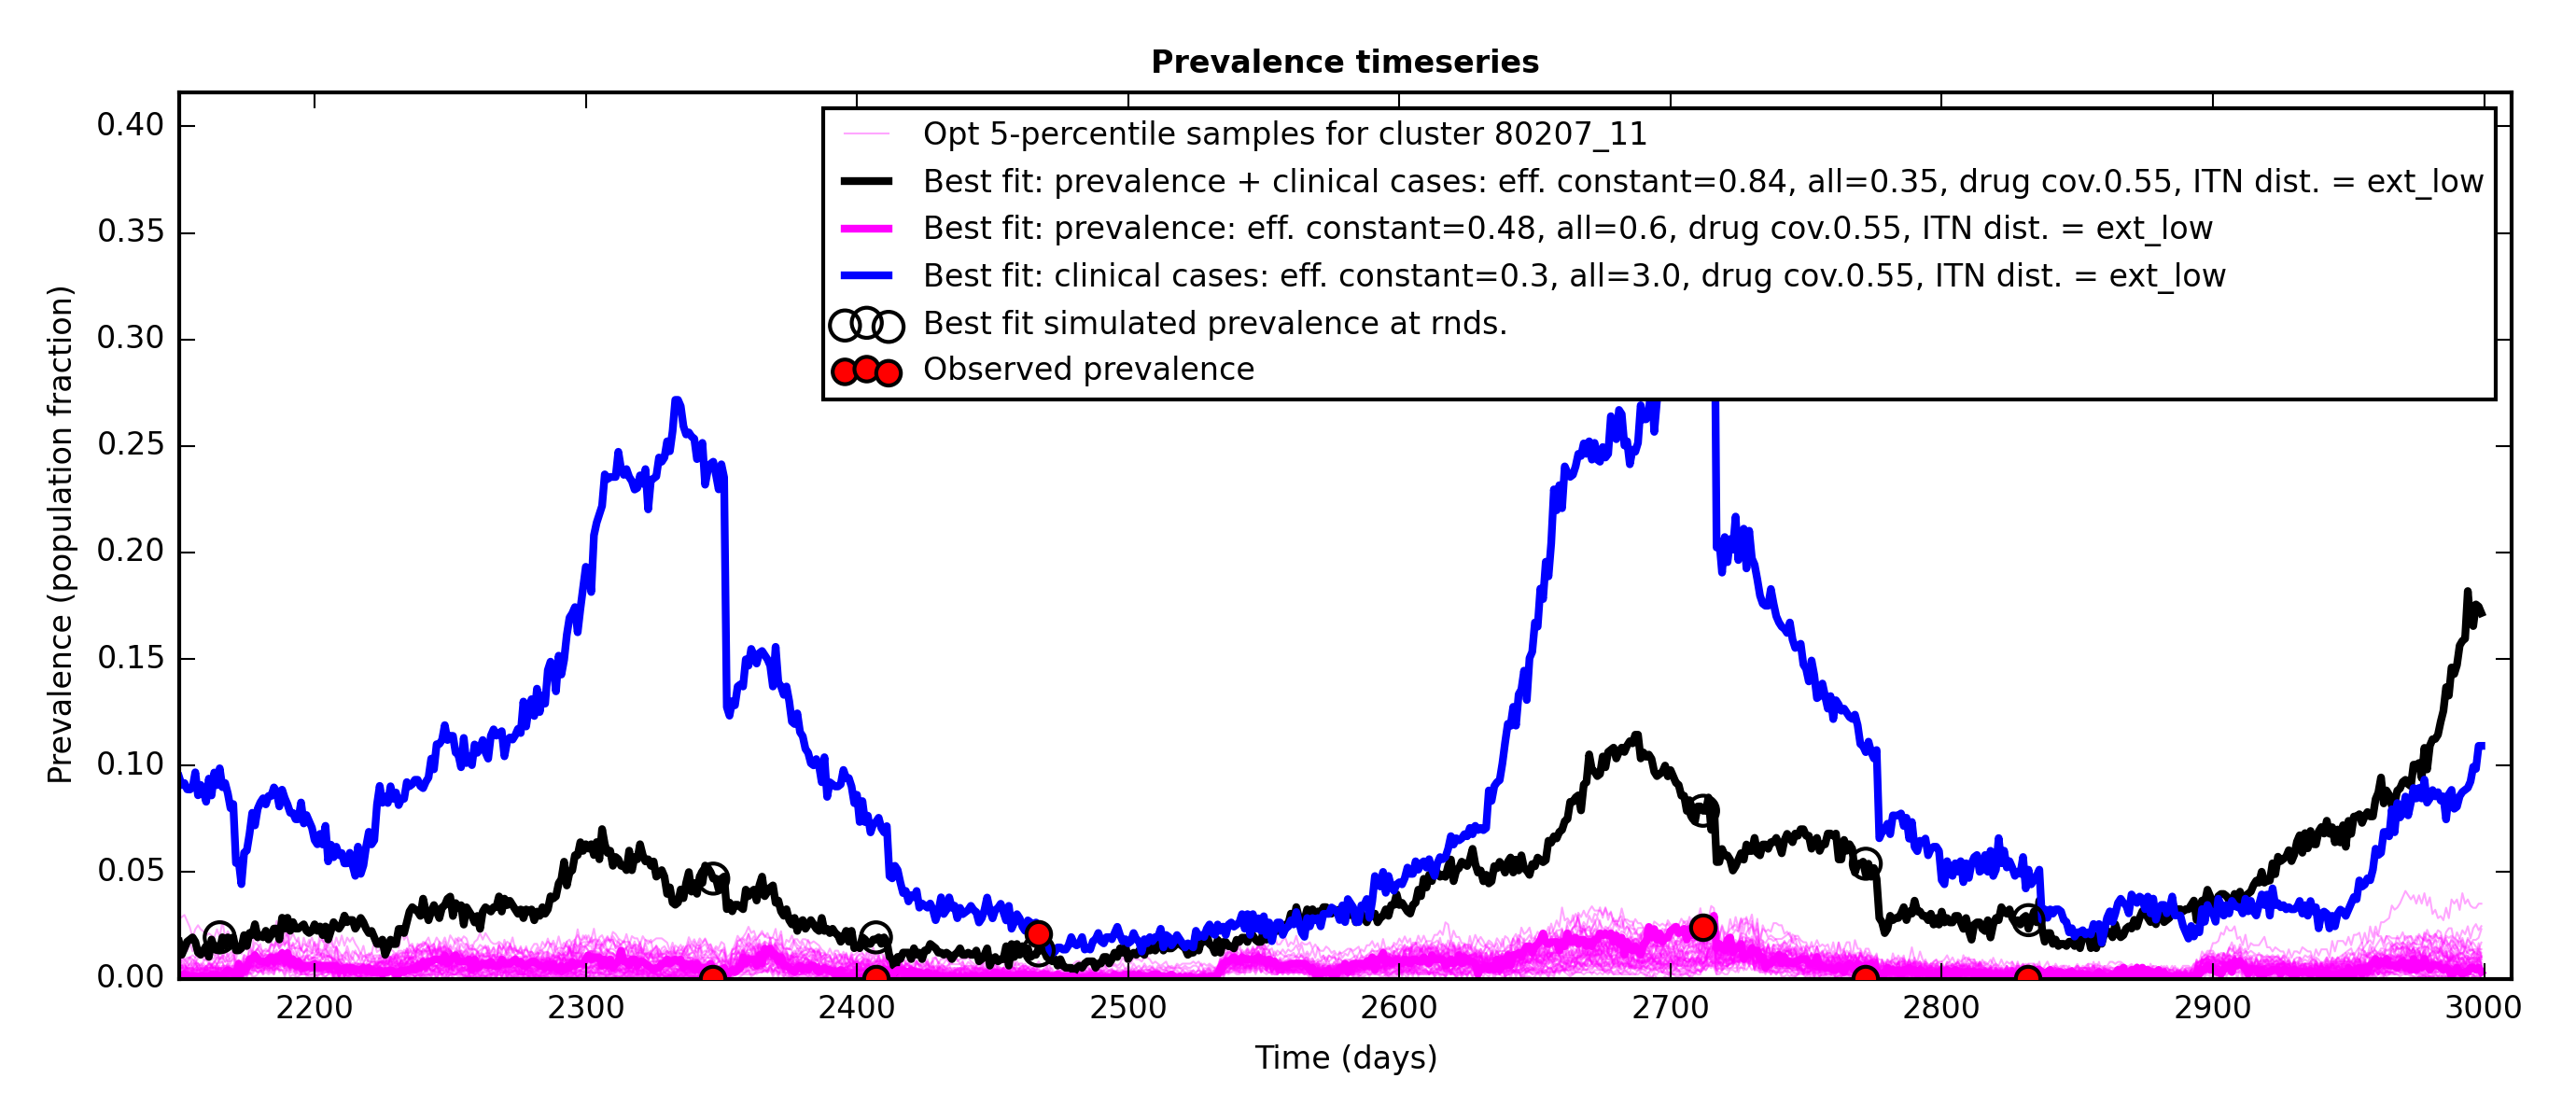 Prevalence timeseries
Opt 5-percentile samples for cluster 80207_11
Best fit: prevalence + clinical cases: eff. constant=0.84, all=0.35, drug cov.0.55, ITN dist. = ext_low
Best fit: prevalence: eff. constant=0.48, all=0.6, drug cov.0.55, ITN dist. = ext_low
Best fit: clinical cases: eff. constant=0.3, all=3.0, drug cov.0.55, ITN dist. = ext_low
Best fit simulated prevalence at rnds.
Observed prevalence
Prevalence (population fraction)
0.40
0.35
0.30
0.25
0.20
0.15
0.10
0.05
0.00
2200 2300 2400 2500 2600 2700 2800 2900 3000
Time (days)